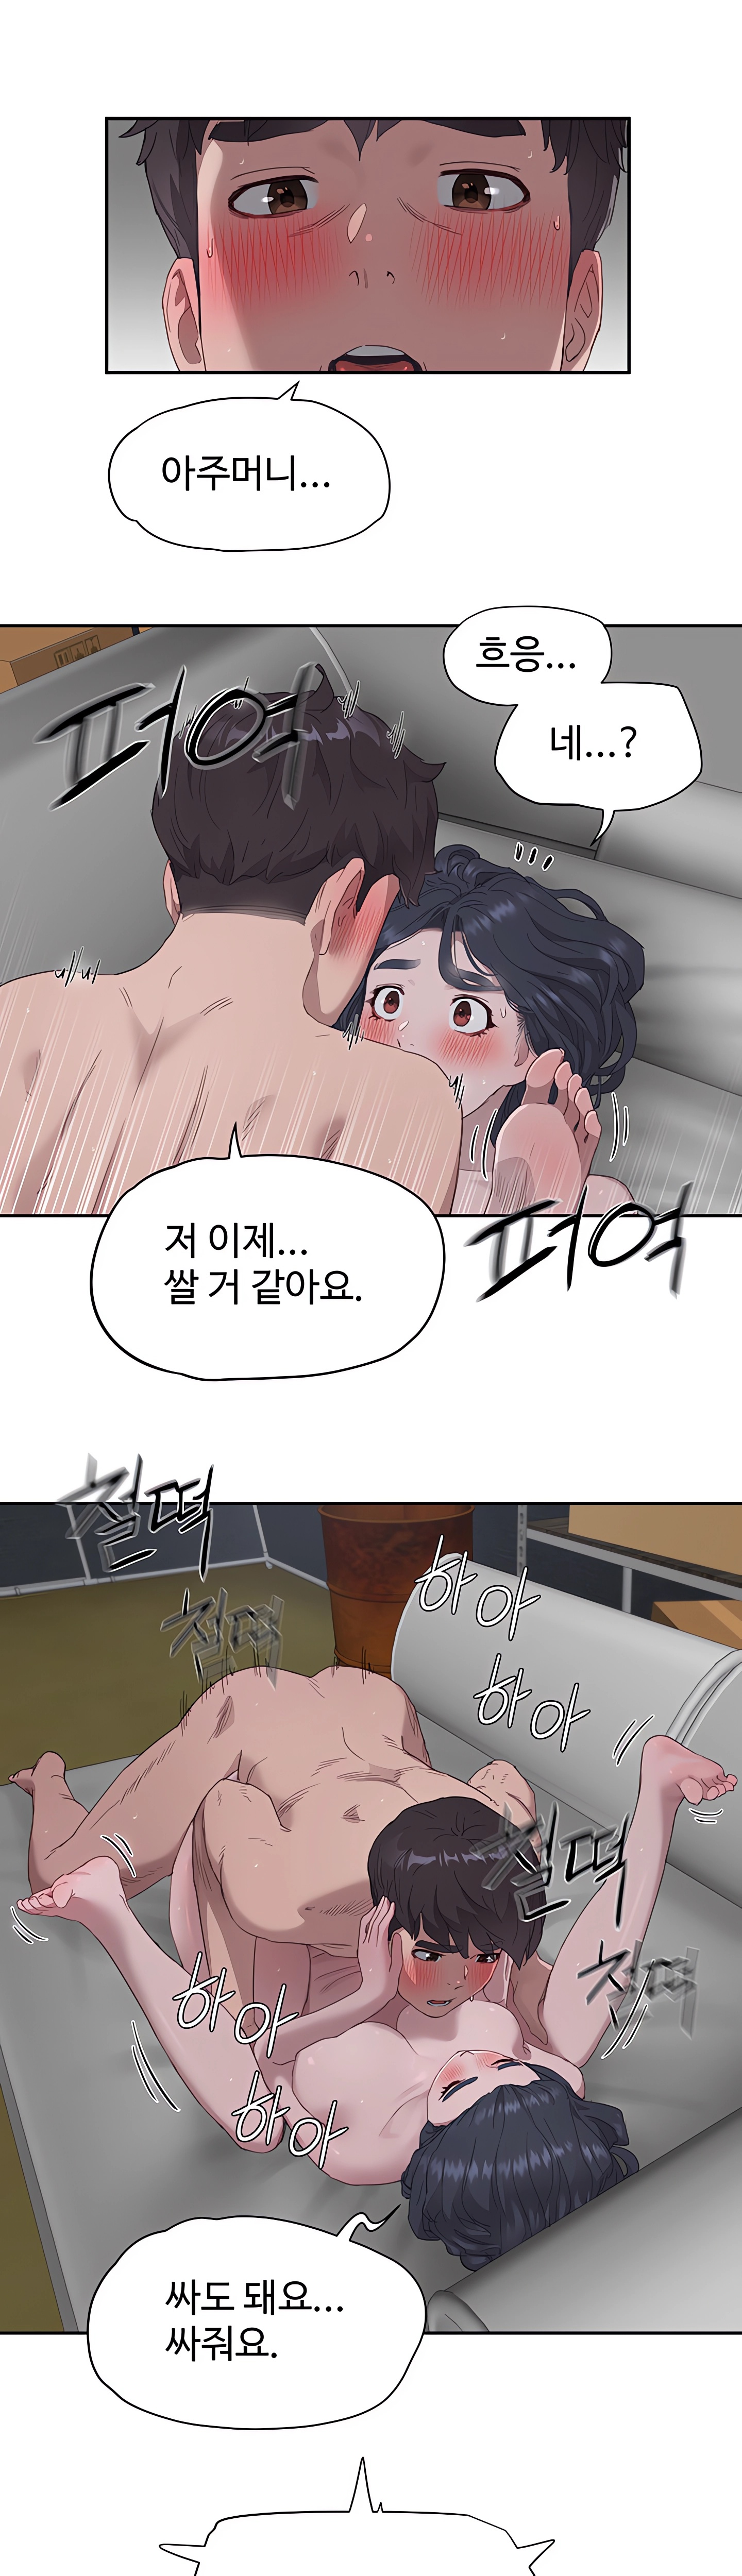 아주머니...
흐응...
네...?
퍼억
저 이제...
쌀 거 같아요.
퍼억
철떡
하아
철떡
하아
철떡
철떡
하아
하아
싸도 돼요...
싸줘요.